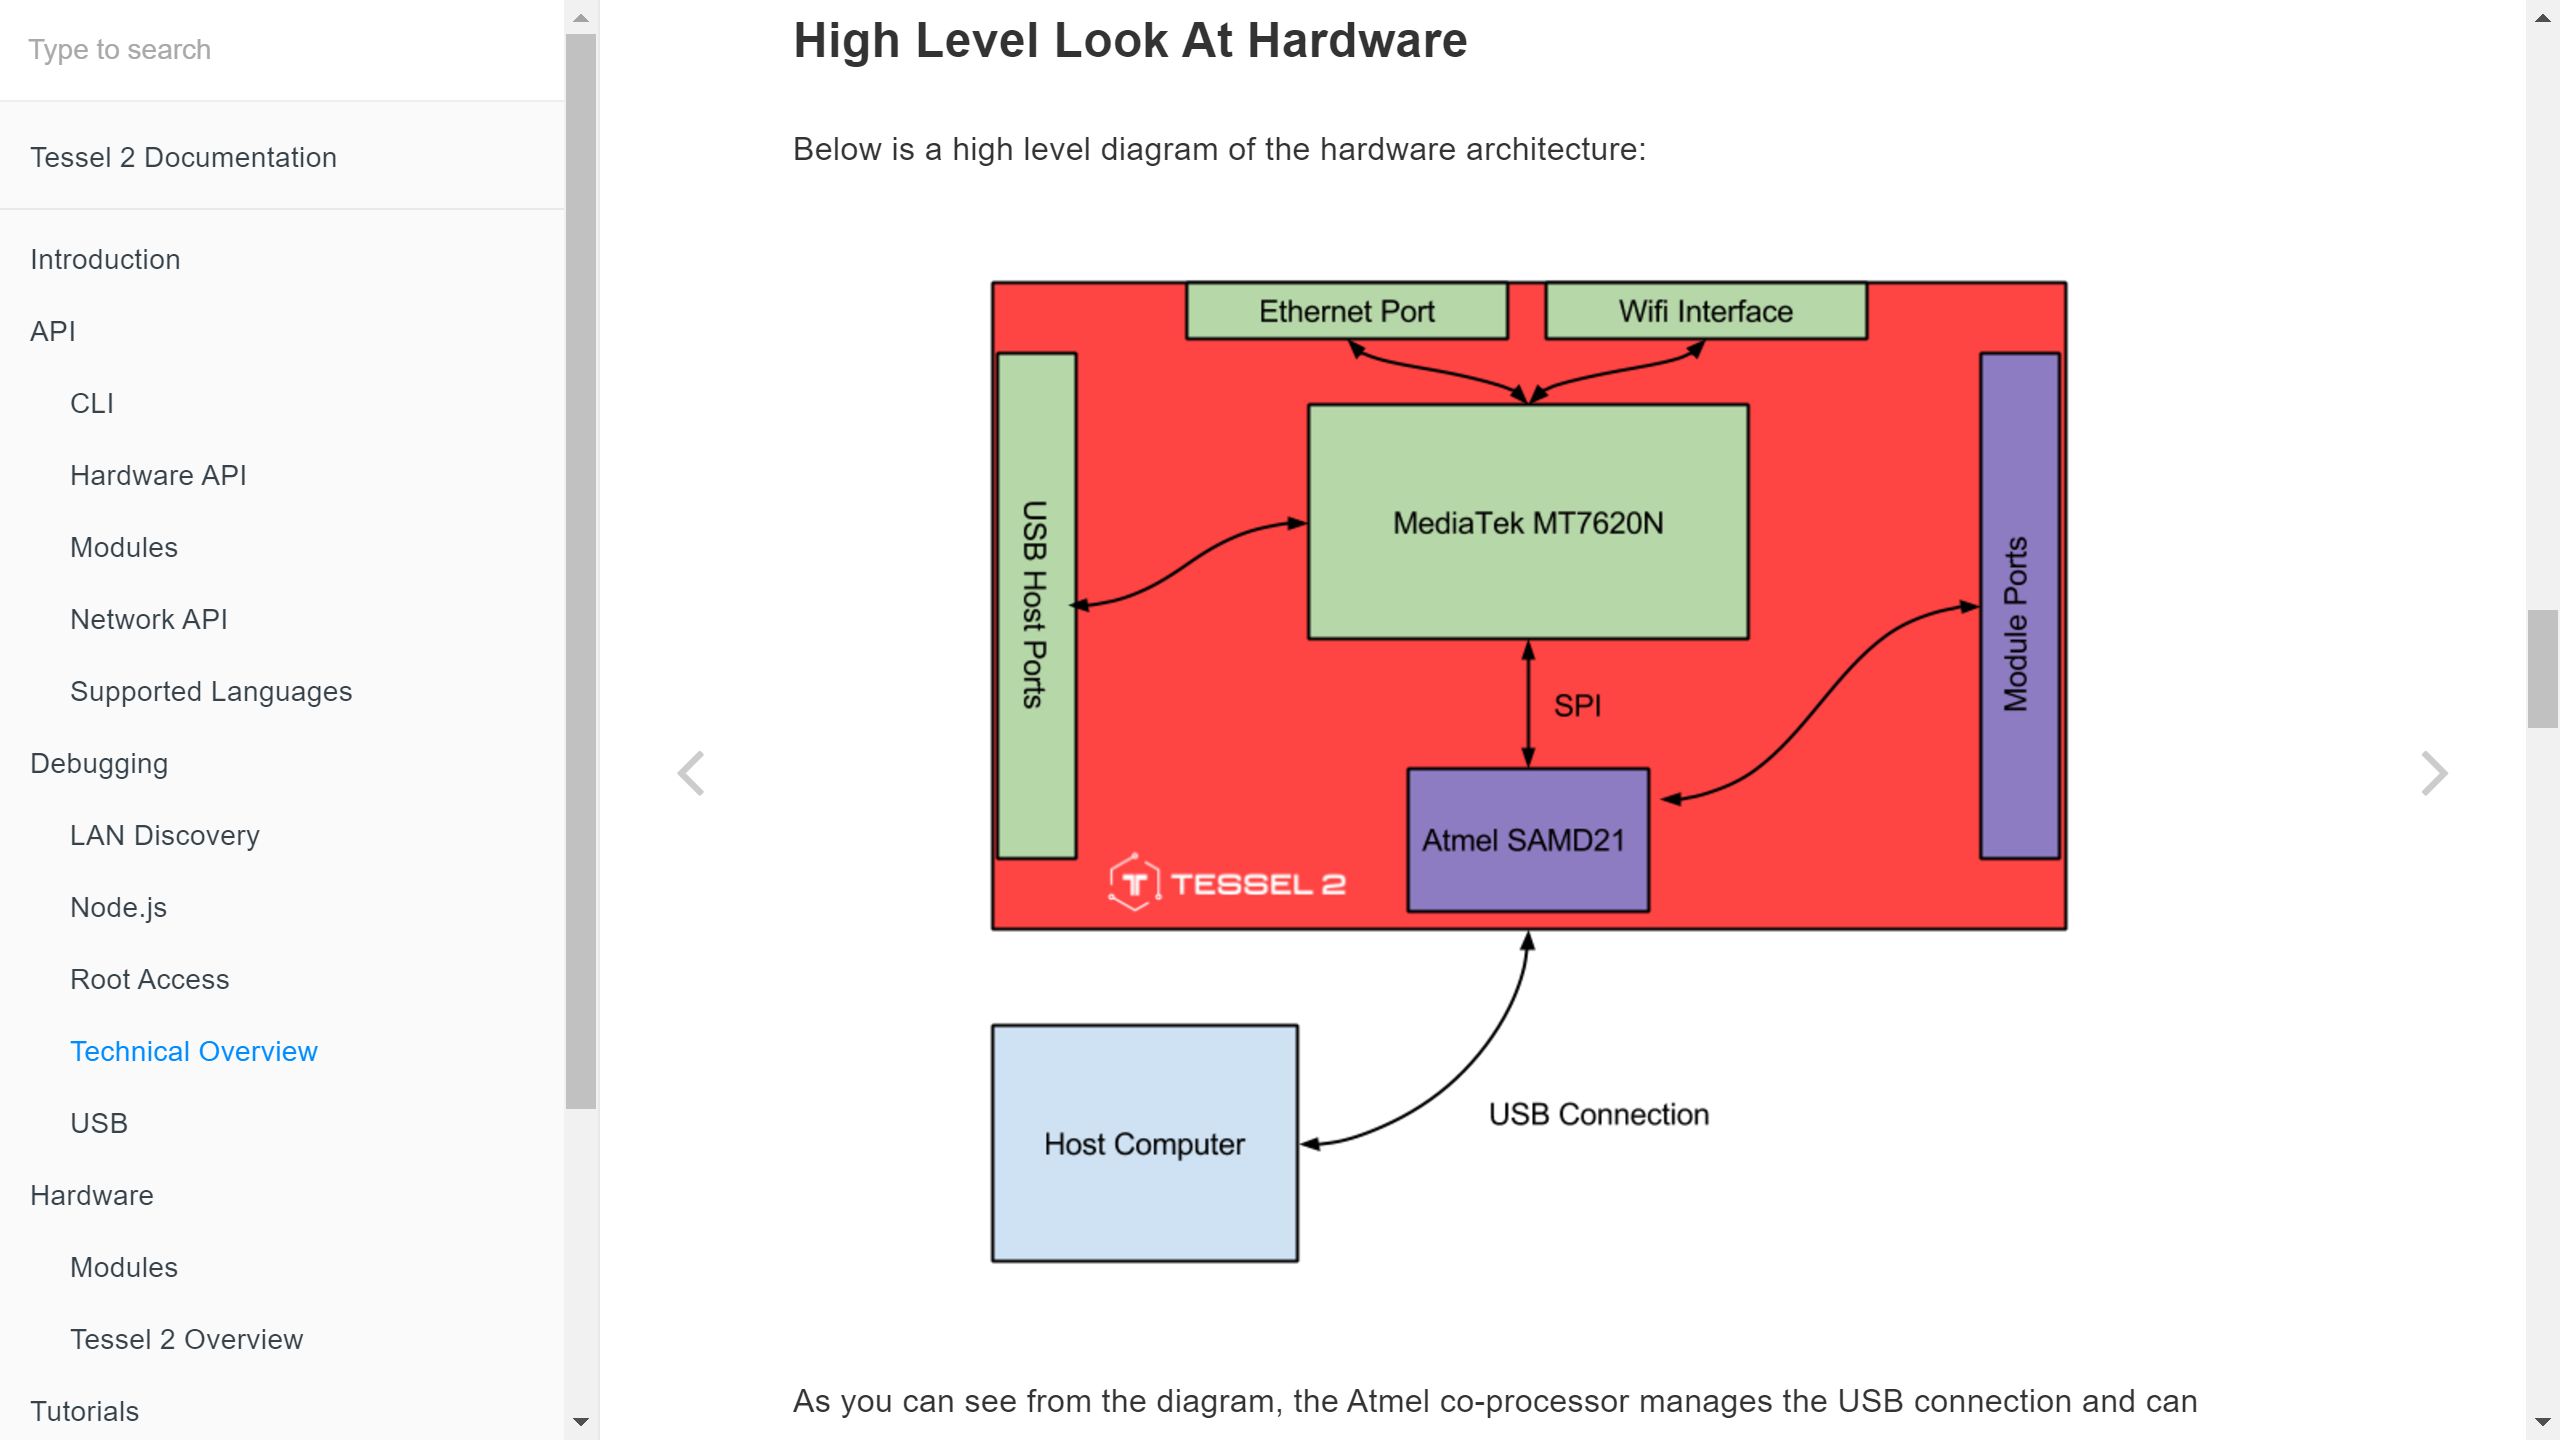 Type to search
Tessel 2 Documentation
Introduction
API
CLI
Hardware API
Modules
Network API
Supported Languages
Debugging
LAN Discovery
Node.js
Root Access
Technical Overview
USB
Hardware
Modules
Tessel 2 Overview
Tutorials
High Level Look At Hardware
Below is a high level diagram of the hardware architecture:
Ethernet Port
Wifi Interface
USB Host Ports
MediaTek MT7620N
Module Ports
SPI
Atmel SAMD21
TESSEL 2
USB Connection
Host Computer
As you can see from the diagram, the Atmel co-processor manages the USB connection and can